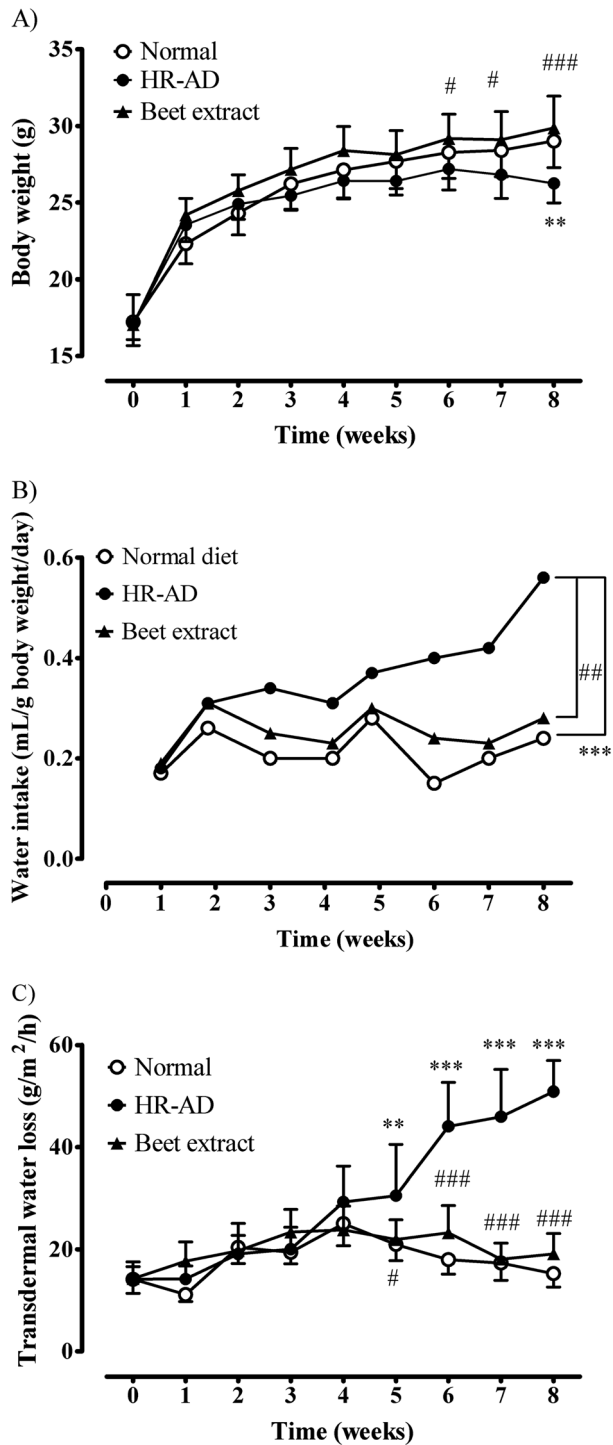 A)
Body weight (g)
35
30
25
20
15
Normal
HR-AD
Beet extract
# # ###
**
0 1 2 3 4 5 6 7 8
Time (weeks)
B)
Water intake (mL/g body weight/day)
0.6
0.4
0.2
0.0
Normal diet
HR-AD
Beet extract
##
***
0 1 2 3 4 5 6 7 8
Time (weeks)
C)
Transdermal water loss (g/m 2/h)
60
40
20
0
Normal
HR-AD
Beet extract
** *** *** ***
# ### ### ###
0 1 2 3 4 5 6 7 8
Time (weeks)